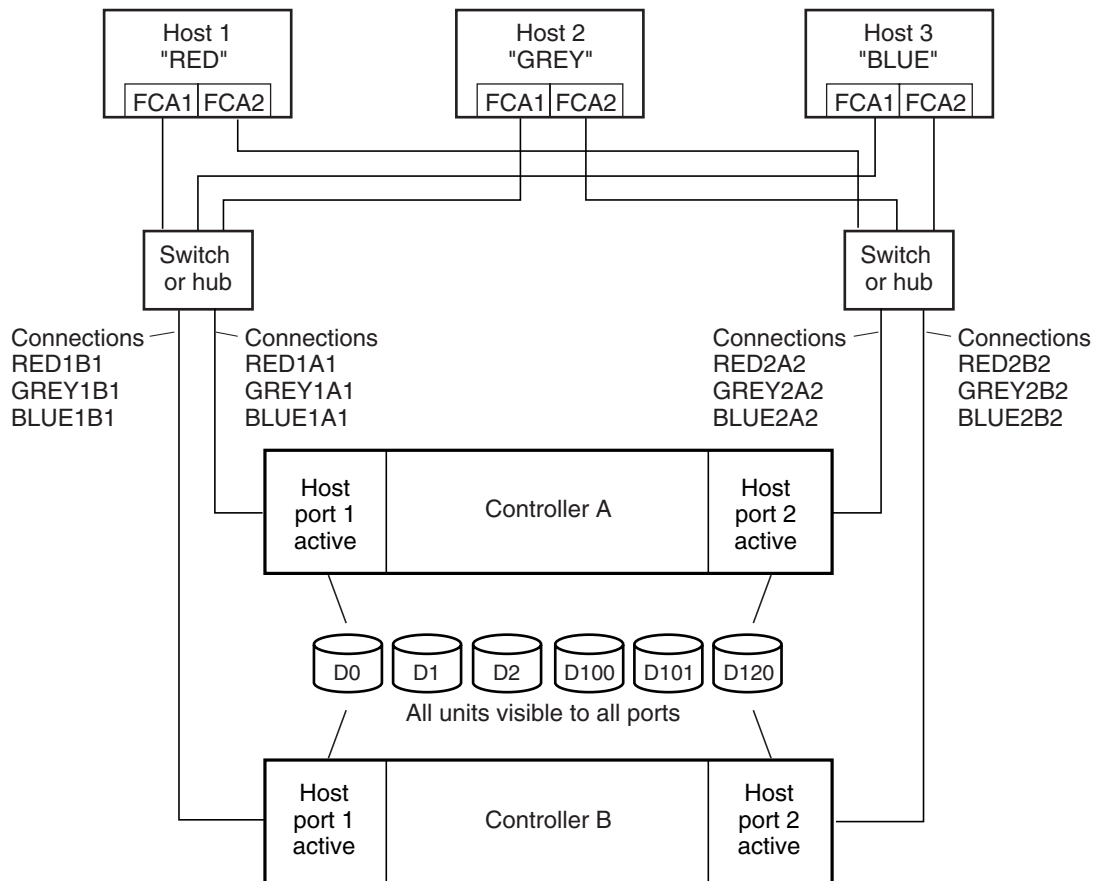 Host 1
"RED"
Host 2
"GREY"
Host 3
"BLUE"
FCA1 FCA2
FCA1 FCA2
FCA1 FCA2
Switch
or hub
Switch
or hub
Connections
RED1B1
GREY1B1
BLUE1B1
Connections
RED1A1
GREY1A1
BLUE1A1
Connections
RED2A2
GREY2A2
BLUE2A2
Connections
RED2B2
GREY2B2
BLUE2B2
Host
port 1
active
Controller A
Host
port 2
active
D0
D1
D2
D100
D101
D120
All units visible to all ports
Host
port 1
active
Controller B
Host
port 2
active